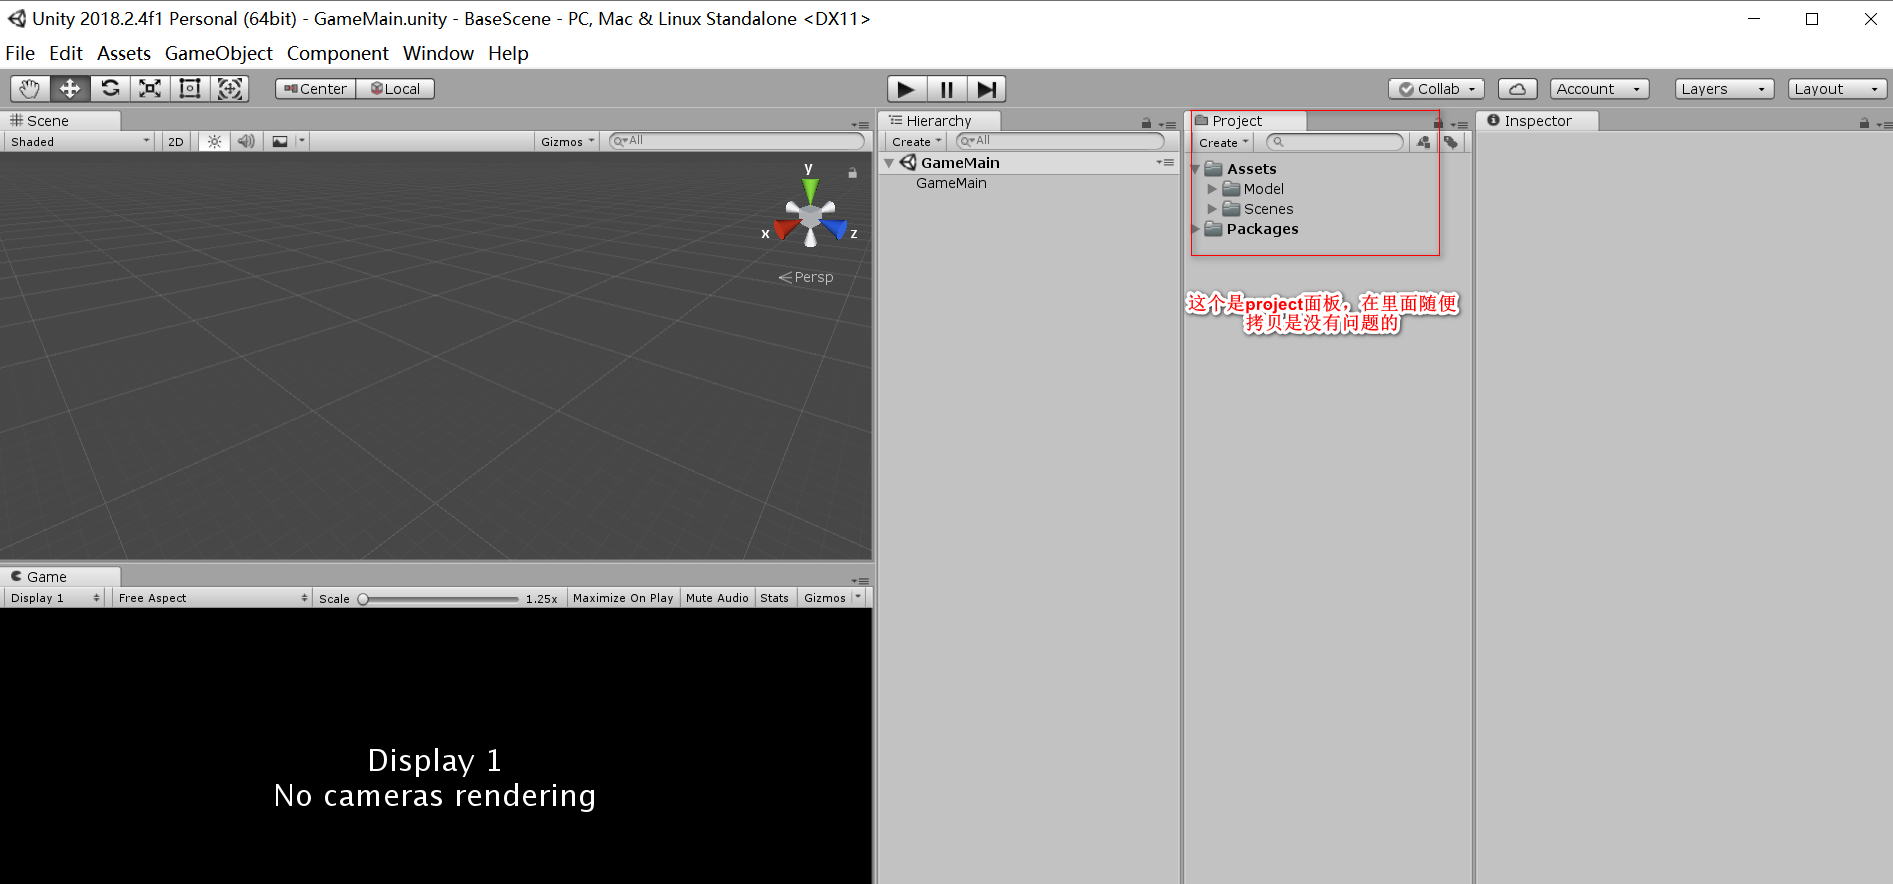 Unity 2018.2.4f1 Personal (64bit) - GameMain.unity - BaseScene - PC, Mac & Linux Standalone <DX11>
File Edit Assets GameObject Component Window Help
Center Local
Collab Account Layers Layout
Scene
Shaded 2D Gizmos All
y
x z
Persp
Hierarchy
Create All
GameMain
GameMain
Project
Create
Assets
Model
Scenes
Packages
这个是project面板，在里面随便
拷贝是没有问题的
Inspector
Game
Display 1 Free Aspect Scale 1.25x Maximize On Play Mute Audio Stats Gizmos
Display 1
No cameras rendering